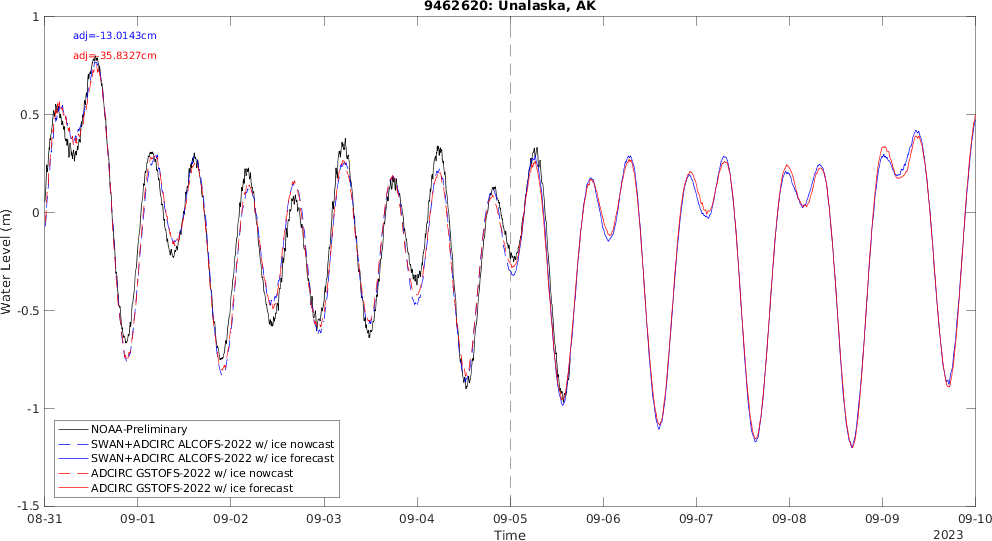 9462620: Unalaska, AK
adj=-13.0143cm
adj=-35.8327cm
1
0.5
0
-0.5
-1
-1.5
Water Level (m)
NOAA-Preliminary
SWAN+ADCIRC ALCOFS-2022 w/ ice nowcast
SWAN+ADCIRC ALCOFS-2022 w/ ice forecast
ADCIRC GSTOFS-2022 w/ ice nowcast
ADCIRC GSTOFS-2022 w/ ice forecast
08-31 09-01 09-02 09-03 09-04 09-05 09-06 09-07 09-08 09-09 09-10
Time
2023